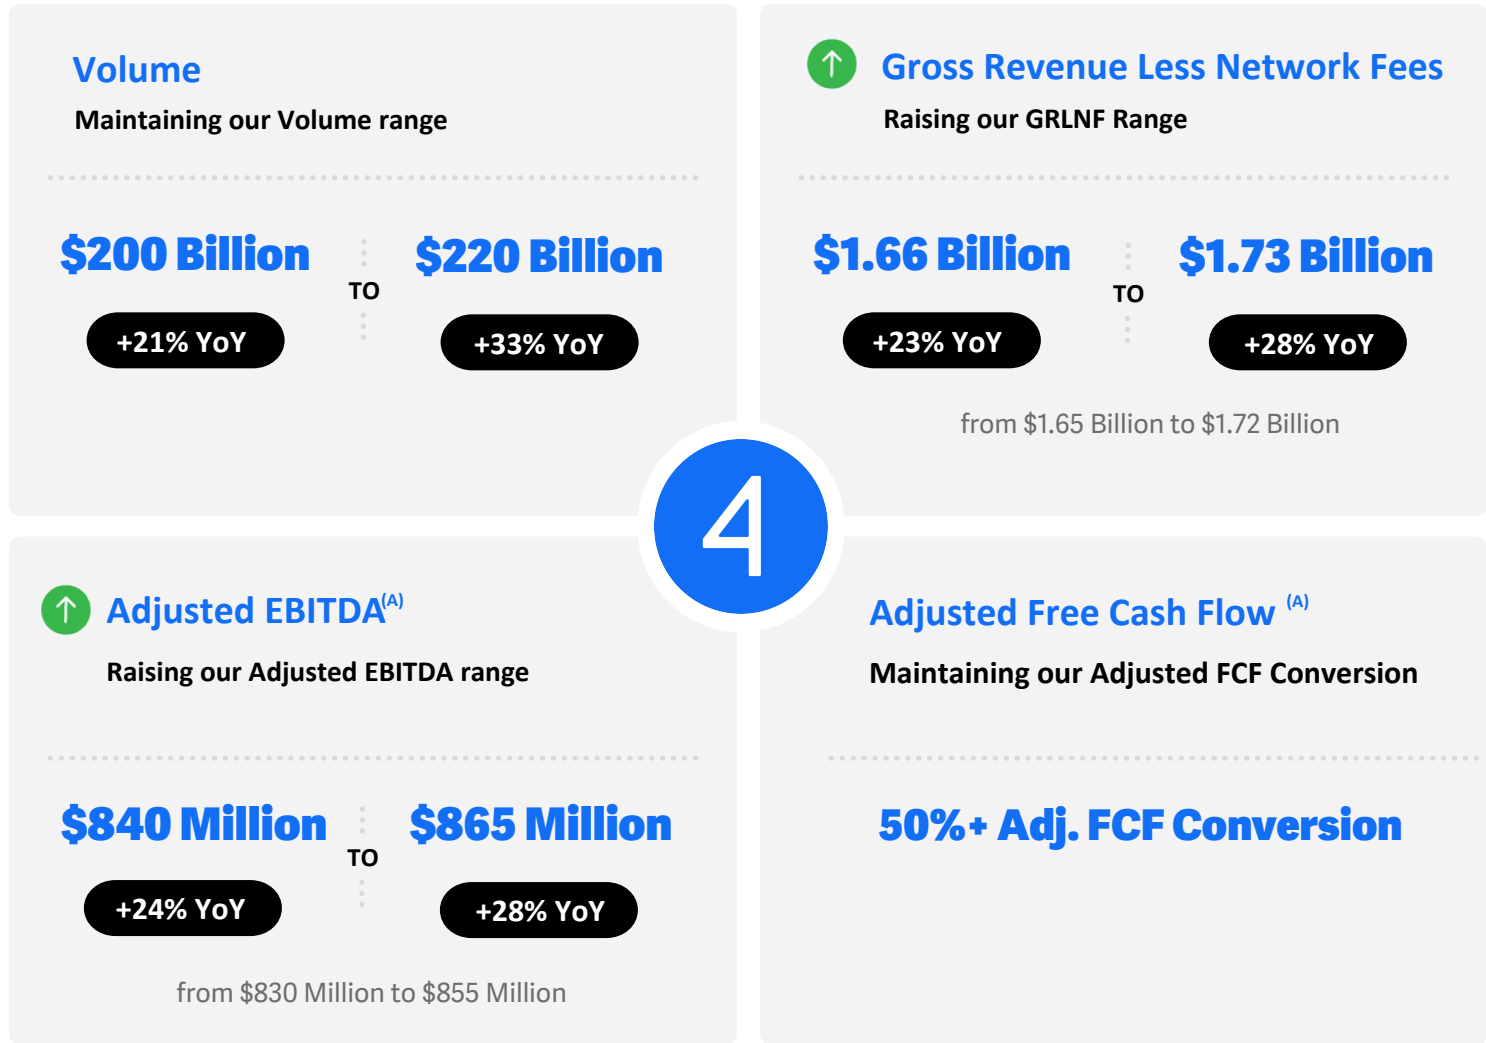 Volume
Maintaining our Volume range
$200 Billion
TO
$220 Billion
+21% YoY
+33% YoY
Gross Revenue Less Network Fees
Raising our GRLNF Range
$1.66 Billion
TO
$1.73 Billion
+23% YoY
+28% YoY
from $1.65 Billion to $1.72 Billion
4
Adjusted EBITDA(A)
Raising our Adjusted EBITDA range
$840 Million
TO
$865 Million
+24% YoY
+28% YoY
from $830 Million to $855 Million
Adjusted Free Cash Flow (A)
Maintaining our Adjusted FCF Conversion
50%+ Adj. FCF Conversion